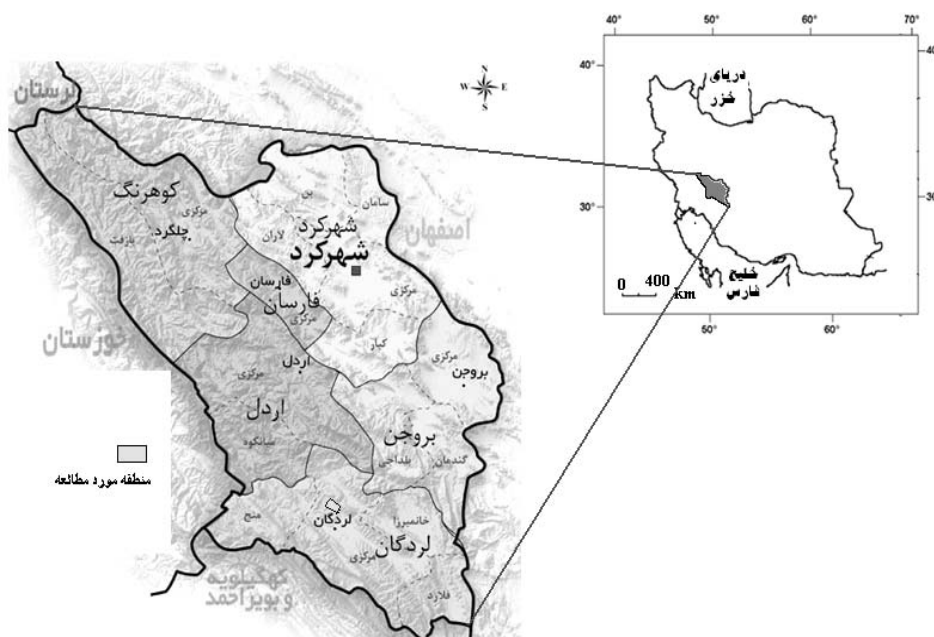 40° 50° 60° 70°
40° 40°
30° 30°
50° 60°
دریای
خزر
خلیج
فارس
0 400
km
N
W E
S
لرستان
کوهرنگ
مرکزی
چلگرد
بازفت
بن
سامان
شهرکرد
لاران
شهرکرد
اصفهان
فارسان
فارسان
مرکزی
مرکزی
کیار
خوزستان
اردل
مرکزی
اردل
میانکوه
مرکزی
بروجن
بروجن
بلداجی
گندمان
منطقه مورد مطالعه
منج
لردگان
خانمیرزا
لردگان
مرکزی
فلارد
کهگیلویه
و بویراحمد